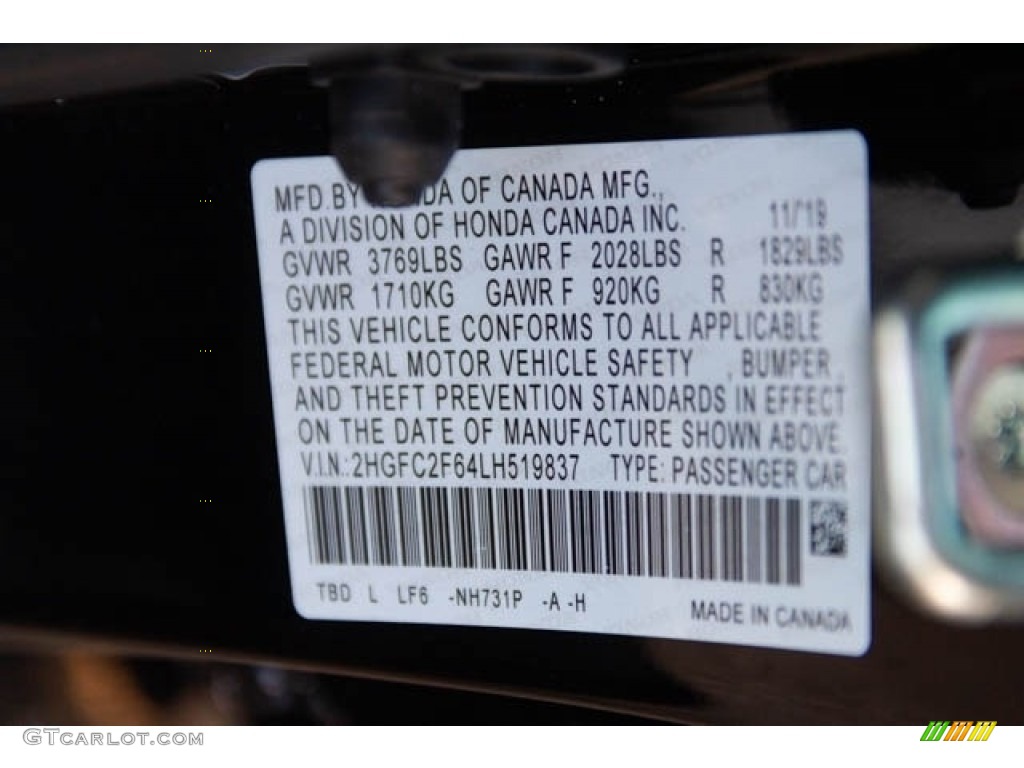 MFD.BY HONDA OF CANADA MFG.,
A DIVISION OF HONDA CANADA INC. 11/19
GVWR 3769LBS GAWR F 2028LBS R 1829LBS
GVWR 1710KG GAWR F 920KG R 830KG
THIS VEHICLE CONFORMS TO ALL APPLICABLE
FEDERAL MOTOR VEHICLE SAFETY , BUMPER ,
AND THEFT PREVENTION STANDARDS IN EFFECT
ON THE DATE OF MANUFACTURE SHOWN ABOVE.
V.I.N.:2HGFC2F64LH519837 TYPE: PASSENGER CAR
TBD L LF6 -NH731P -A -H
MADE IN CANADA
GTCarlot.com